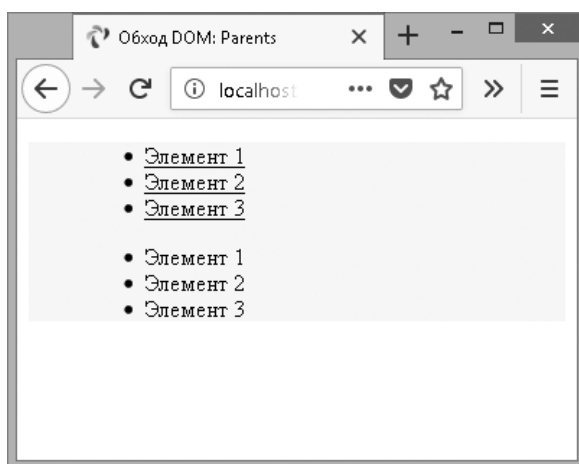 Обход DOM: Parents
localhost
Элемент 1
Элемент 2
Элемент 3
Элемент 1
Элемент 2
Элемент 3